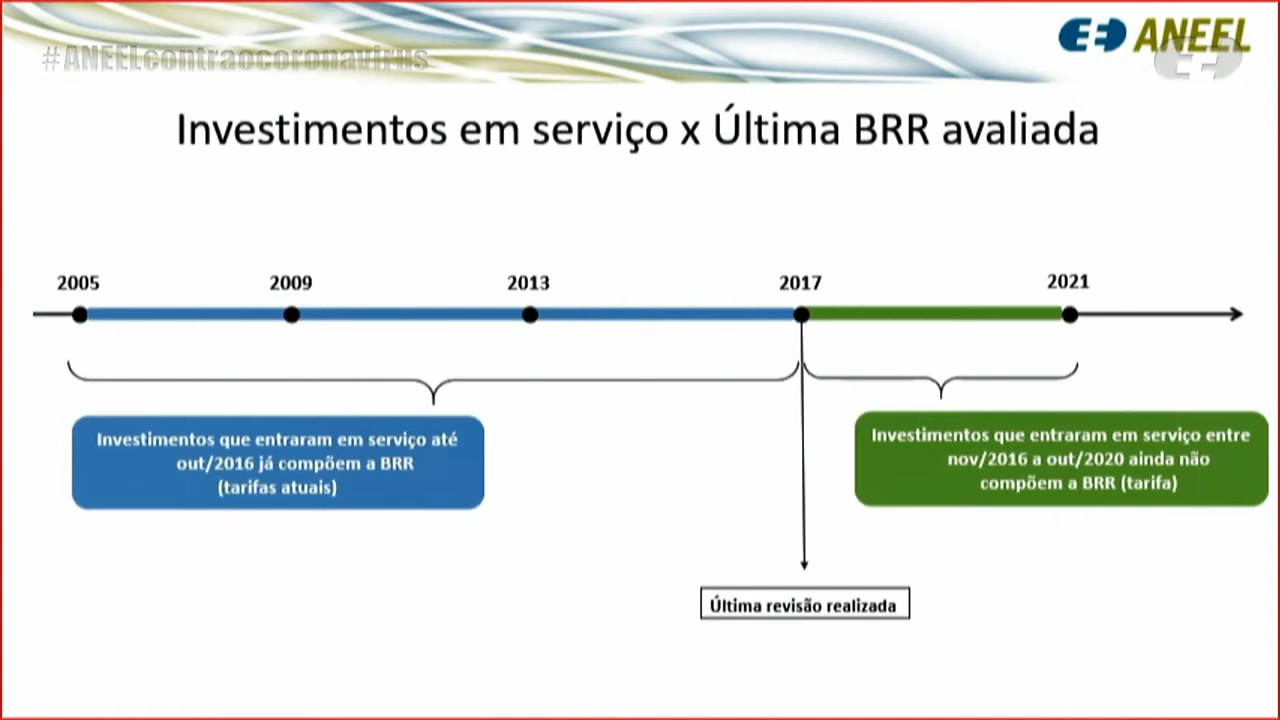 #ANEELcontraocoronavirus
ANEEL
Investimentos em serviço x Última BRR avaliada
2005 2009 2013 2017 2021
Investimentos que entraram em serviço até
out/2016 já compõem a BRR
(tarifas atuais)
Investimentos que entraram em serviço entre
nov/2016 a out/2020 ainda não
compõem a BRR (tarifa)
Última revisão realizada